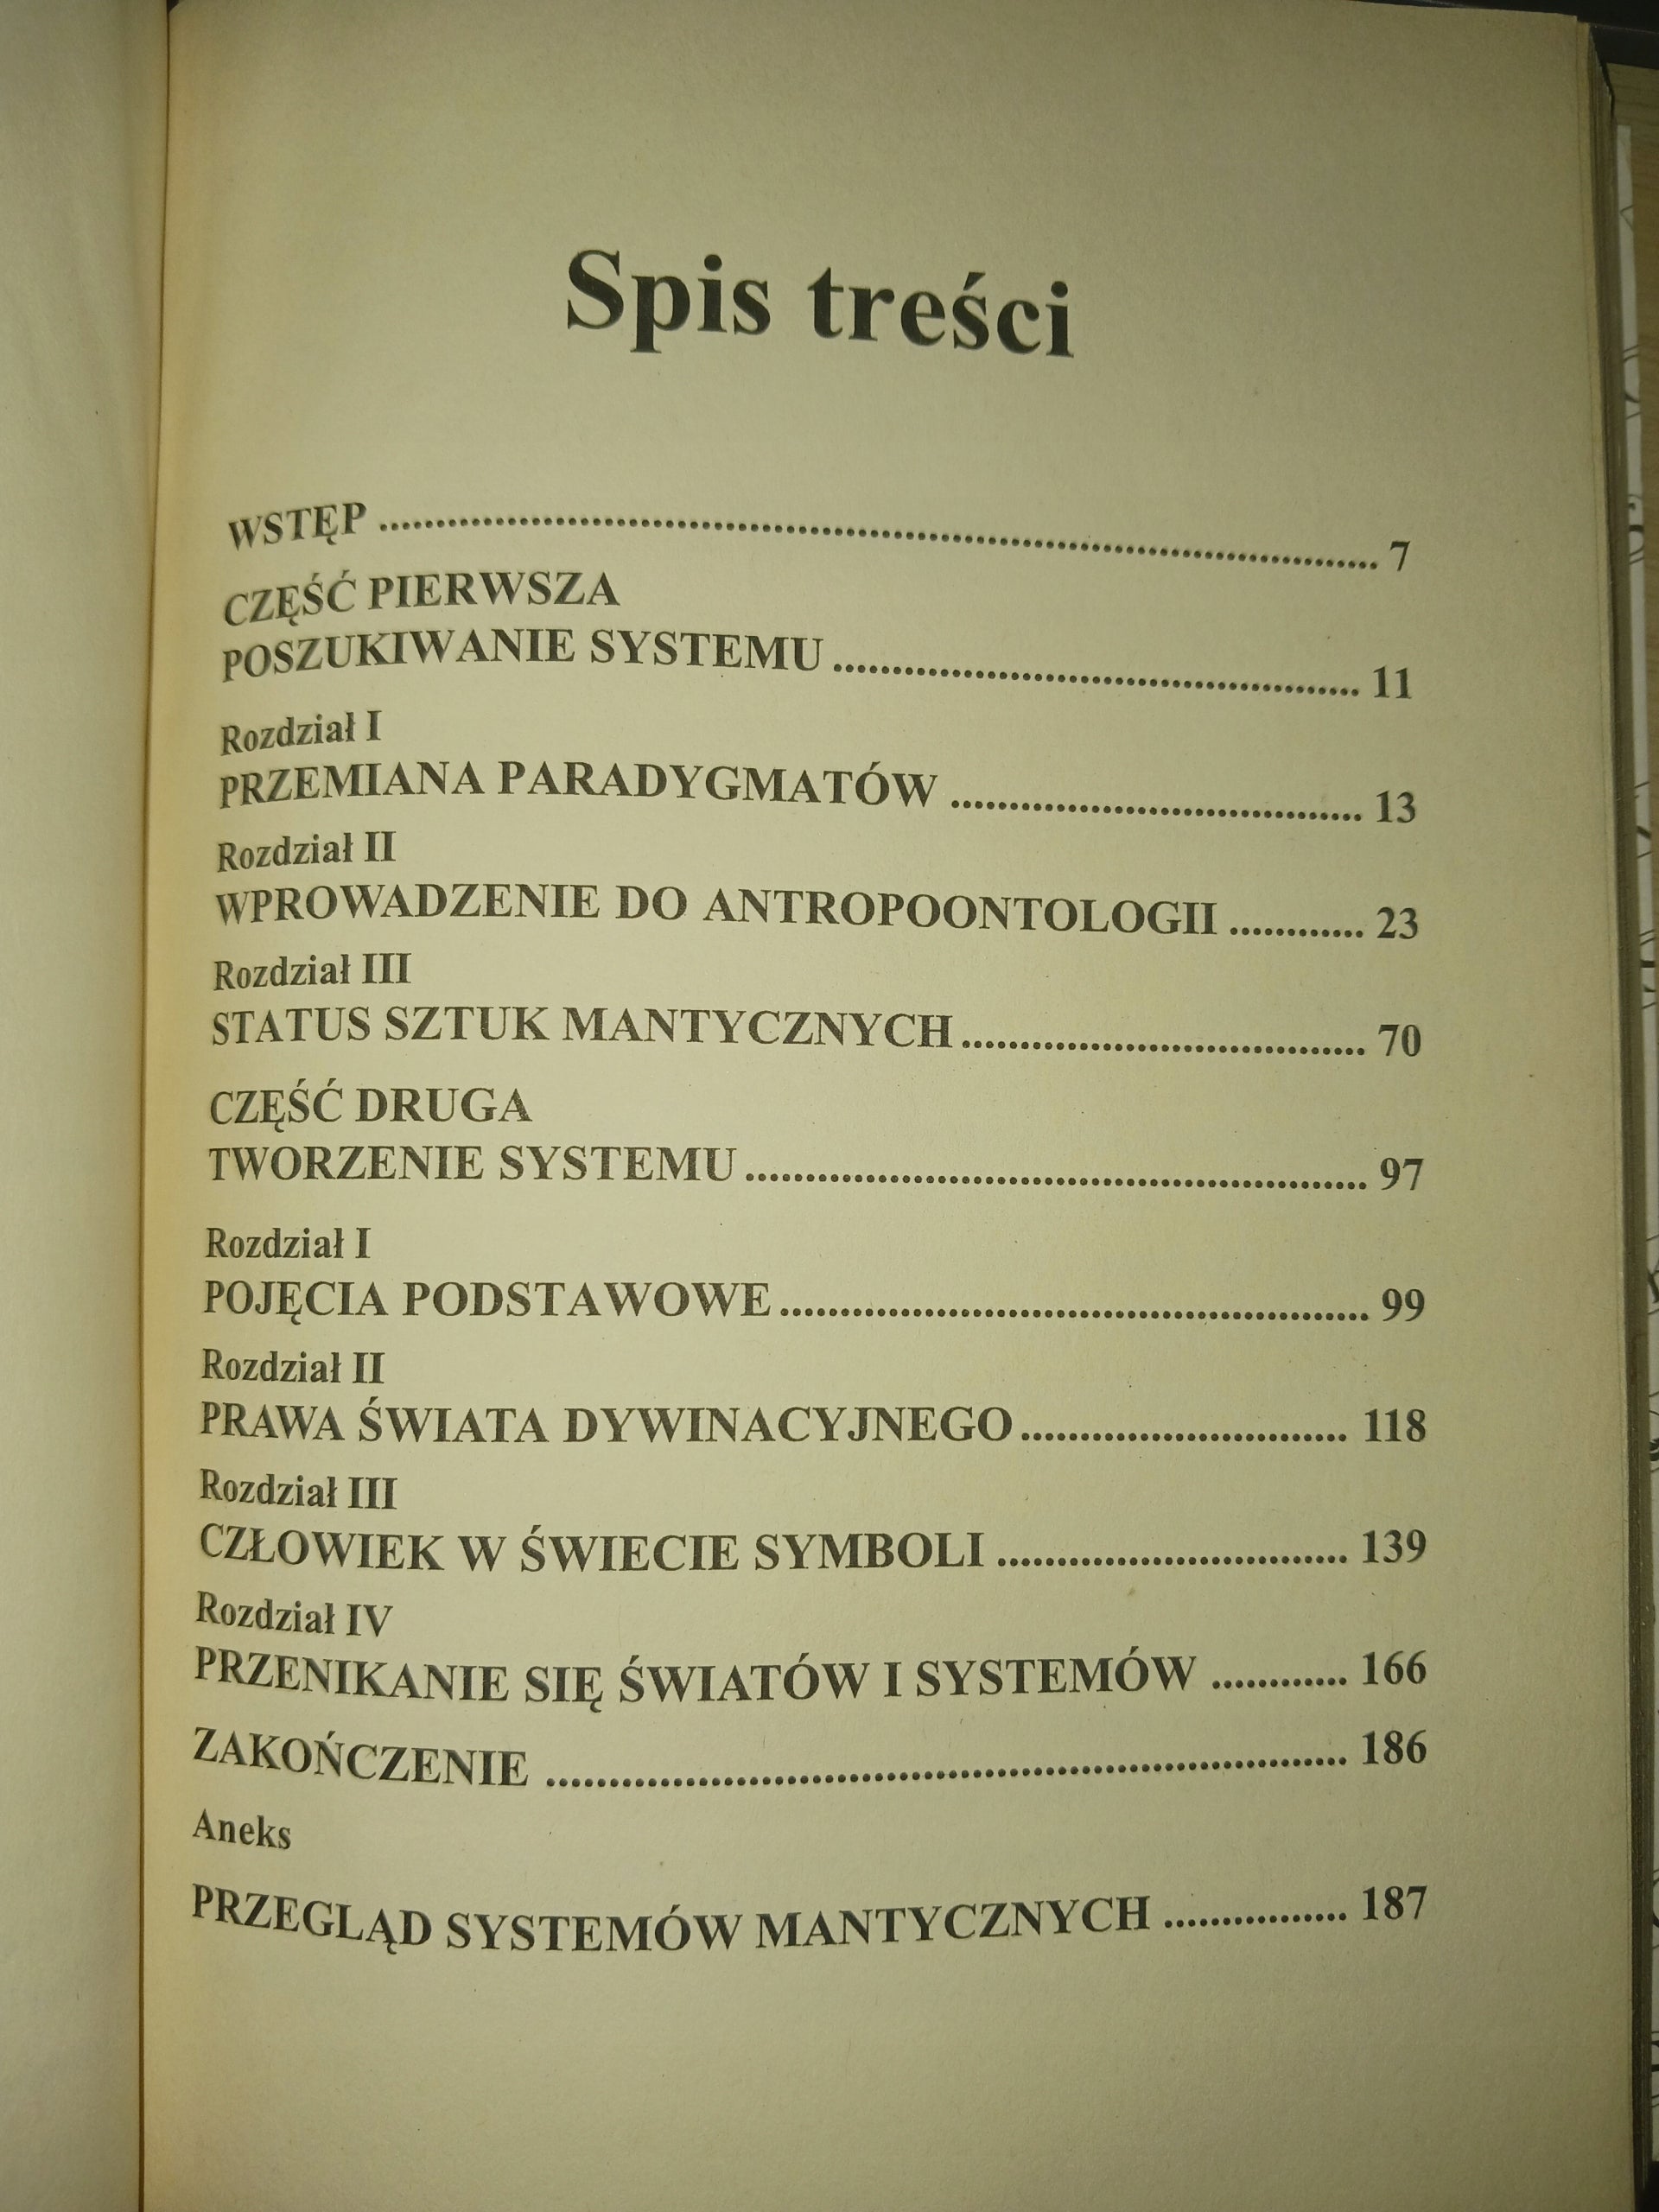 Spis treści
WSTĘP ........................................................................................ 7
CZĘŚĆ PIERWSZA
POSZUKIWANIE SYSTEMU ............................................. 11
Rozdział I
PRZEMIANA PARADYGMATÓW ................................... 13
Rozdział II
WPROWADZENIE DO ANTROPOONTOLOGII ............ 23
Rozdział III
STATUS SZTUK MANTYCZNYCH .................................. 70
CZĘŚĆ DRUGA
TWORZENIE SYSTEMU ..................................................... 97
Rozdział I
POJĘCIA PODSTAWOWE .................................................. 99
Rozdział II
PRAWA ŚWIATA DYWINACYJNEGO ............................ 118
Rozdział III
CZŁOWIEK W ŚWIECIE SYMBOLI .............................. 139
Rozdział IV
PRZENIKANIE SIĘ ŚWIATÓW I SYSTEMÓW ............ 166
ZAKOŃCZENIE .................................................................... 186
Aneks
PRZEGLĄD SYSTEMÓW MANTYCZNYCH ................ 187